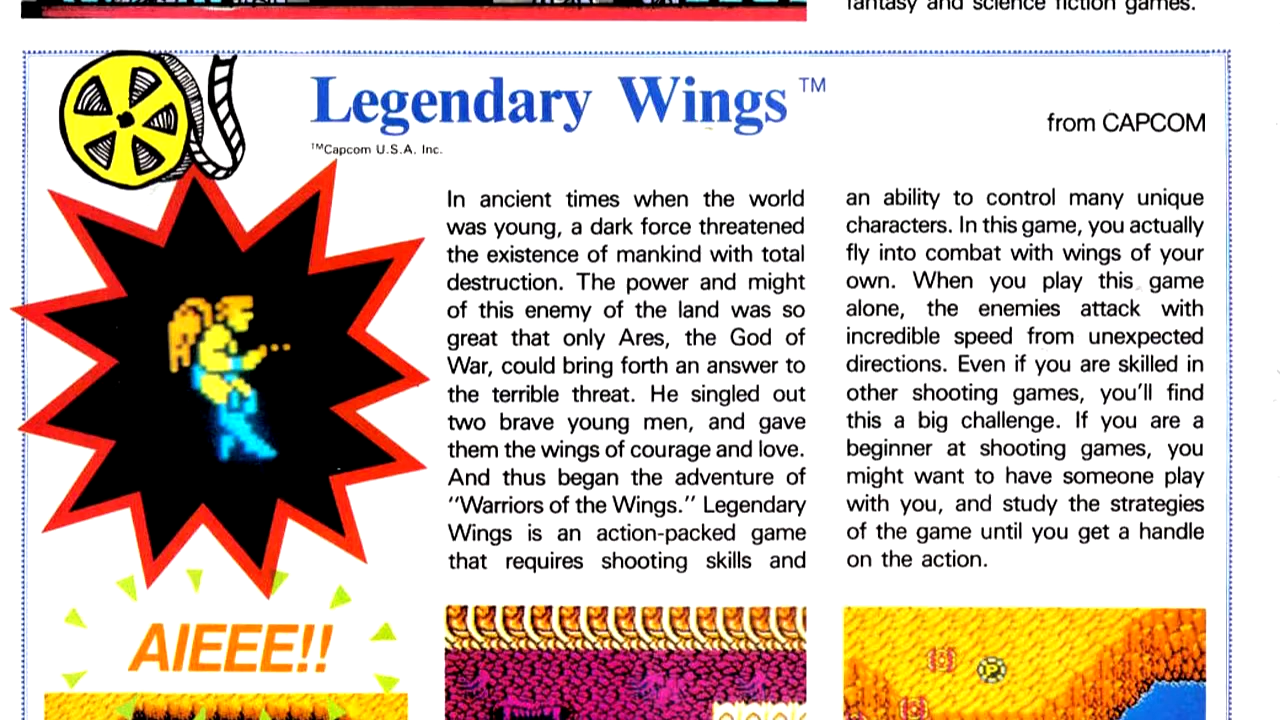 fantasy and science fiction games.
Legendary Wings™
from CAPCOM
™Capcom U.S.A. Inc.
In ancient times when the world
was young, a dark force threatened
the existence of mankind with total
destruction. The power and might
of this enemy of the land was so
great that only Ares, the God of
War, could bring forth an answer to
the terrible threat. He singled out
two brave young men, and gave
them the wings of courage and love.
And thus began the adventure of
"Warriors of the Wings." Legendary
Wings is an action-packed game
that requires shooting skills and
an ability to control many unique
characters. In this game, you actually
fly into combat with wings of your
own. When you play this game
alone, the enemies attack with
incredible speed from unexpected
directions. Even if you are skilled in
other shooting games, you'll find
this a big challenge. If you are a
beginner at shooting games, you
might want to have someone play
with you, and study the strategies
of the game until you get a handle
on the action.
AIEEE!!
P